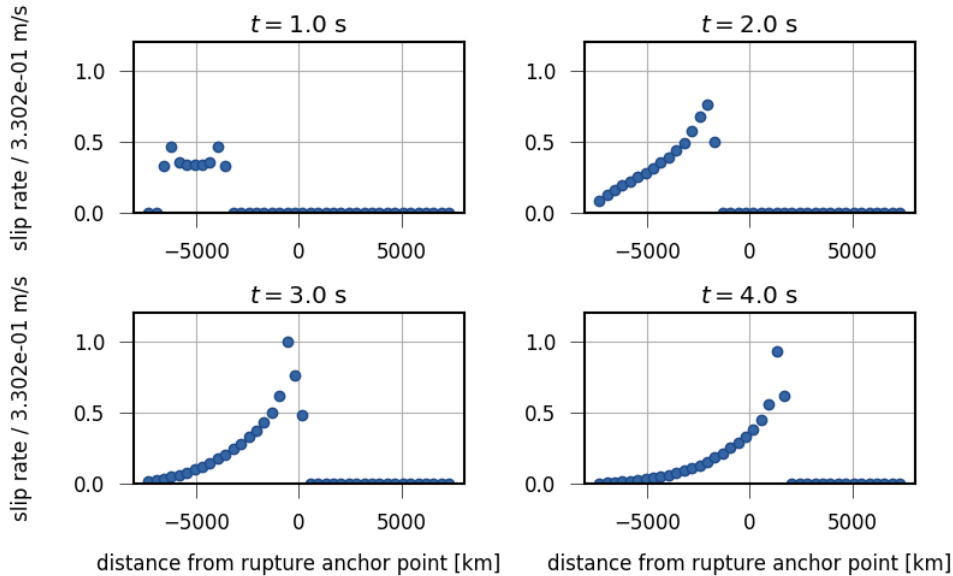 t = 1.0 s
t = 2.0 s
slip rate / 3.302e-01 m/s
1.0
0.5
0.0
−5000 0 5000
1.0
0.5
0.0
−5000 0 5000
t = 3.0 s
t = 4.0 s
slip rate / 3.302e-01 m/s
1.0
0.5
0.0
−5000 0 5000
1.0
0.5
0.0
−5000 0 5000
distance from rupture anchor point [km]
distance from rupture anchor point [km]